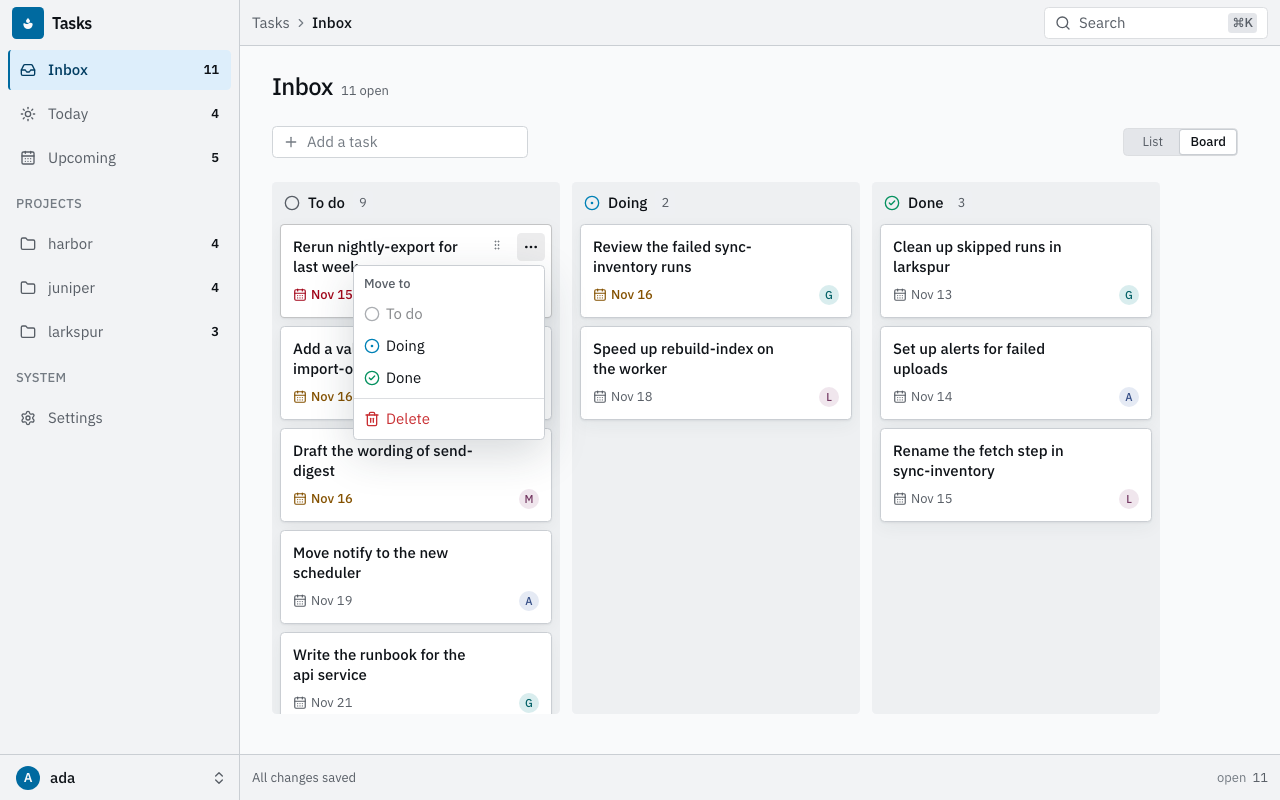 Tasks
Inbox 11
Today 4
Upcoming 5
PROJECTS
harbor 4
juniper 4
larkspur 3
SYSTEM
Settings
A ada
Tasks > Inbox
Search ⌘K
Inbox 11 open
Add a task
List Board
To do 9
Rerun nightly-export for
last week
Nov 15
Move to
To do
Doing
Done
Delete
Add a va
import-o
Nov 16
Draft the wording of send-
digest
Nov 16 M
Move notify to the new
scheduler
Nov 19 A
Write the runbook for the
api service
Nov 21 G
Doing 2
Review the failed sync-
inventory runs
Nov 16 G
Speed up rebuild-index on
the worker
Nov 18 L
Done 3
Clean up skipped runs in
larkspur
Nov 13 G
Set up alerts for failed
uploads
Nov 14 A
Rename the fetch step in
sync-inventory
Nov 15 L
All changes saved
open 11